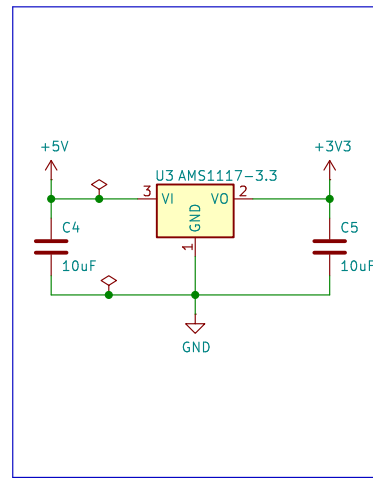 +5V
+3V3
U3 AMS1117-3.3
3
VI
VO
2
GND
1
C4
10uF
C5
10uF
GND